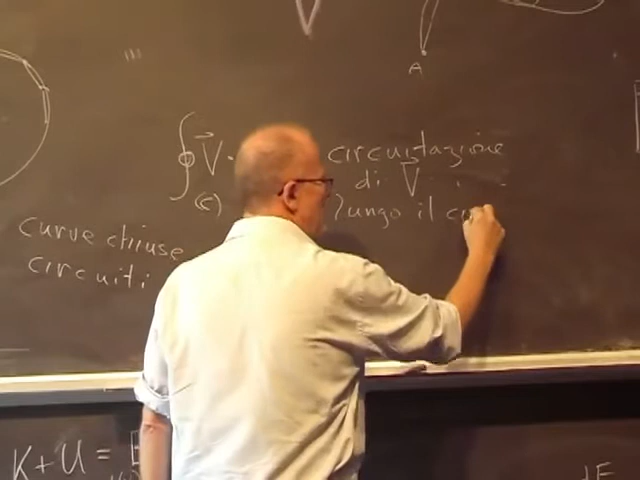 A
∮ V⃗ ·
(C)
circuitazione
di V⃗
lungo il
curve chiuse
circuiti
K+U =